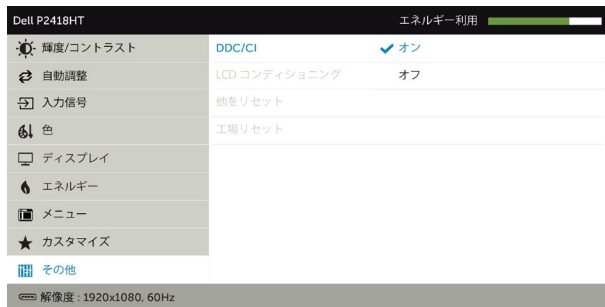 Dell P2418HT エネルギー利用
輝度/コントラスト DDC/CI オン
自動調整 LCD コンディショニング オフ
入力信号 他をリセット
色 工場リセット
ディスプレイ
エネルギー
メニュー
カスタマイズ
その他
解像度 : 1920x1080, 60Hz